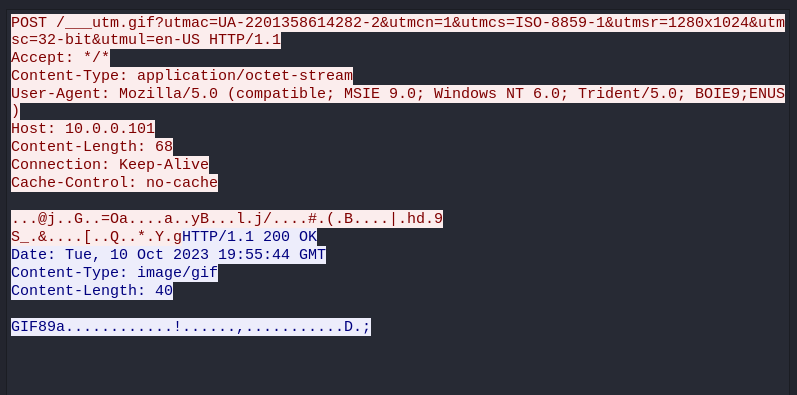 POST /___utm.gif?utmac=UA-2201358614282-2&utmcn=1&utmcs=ISO-8859-1&utmsr=1280x1024&utm
sc=32-bit&utmul=en-US HTTP/1.1
Accept: */*
Content-Type: application/octet-stream
User-Agent: Mozilla/5.0 (compatible; MSIE 9.0; Windows NT 6.0; Trident/5.0; BOIE9;ENUS
)
Host: 10.0.0.101
Content-Length: 68
Connection: Keep-Alive
Cache-Control: no-cache
...@j..G..=Oa....a..yB...l.j/....#.(.B....|.hd.9
S_.&....[..Q..*.Y.gHTTP/1.1 200 OK
Date: Tue, 10 Oct 2023 19:55:44 GMT
Content-Type: image/gif
Content-Length: 40
GIF89a............!......,...........D.;